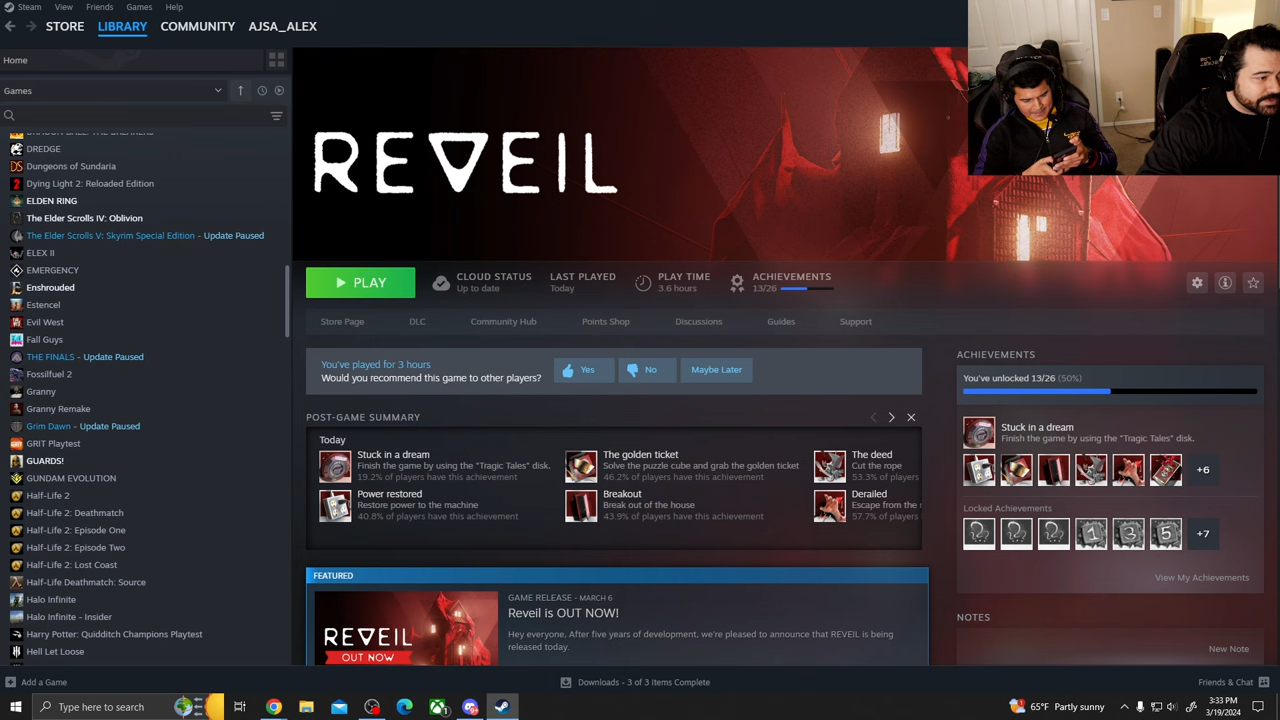 Steam View Friends Games Help
STORE LIBRARY COMMUNITY AJSA_ALEX
Home
Games
DREDGE
Dungeons of Sundaria
Dying Light 2: Reloaded Edition
ELDEN RING
The Elder Scrolls IV: Oblivion
The Elder Scrolls V: Skyrim Special Edition - Update Paused
ELEX II
EMERGENCY
Enshrouded
Estencel
Evil West
Fall Guys
THE FINALS - Update Paused
Fossilfuel 2
Granny
Granny Remake
Grim Dawn - Update Paused
GRIT Playtest
GUARDS!
GUNDAM EVOLUTION
Half-Life 2
Half-Life 2: Deathmatch
Half-Life 2: Episode One
Half-Life 2: Episode Two
Half-Life 2: Lost Coast
Half-Life Deathmatch: Source
Halo Infinite
Halo Infinite - Insider
Harry Potter: Quidditch Champions Playtest
Hell Let Loose
REVEIL
PLAY
CLOUD STATUS
Up to date
LAST PLAYED
Today
PLAY TIME
3.6 hours
ACHIEVEMENTS
13/26
Store Page DLC Community Hub Points Shop Discussions Guides Support
You've played for 3 hours
Would you recommend this game to other players?
Yes No Maybe Later
POST-GAME SUMMARY
Today
Stuck in a dream
Finish the game by using the "Tragic Tales" disk.
19.2% of players have this achievement
The golden ticket
Solve the puzzle cube and grab the golden ticket
46.2% of players have this achievement
The deed
Cut the rope
53.3% of players
Power restored
Restore power to the machine
40.8% of players have this achievement
Breakout
Break out of the house
43.9% of players have this achievement
Derailed
Escape from the
57.7% of players
FEATURED
REVEIL
OUT NOW!
GAME RELEASE - MARCH 6
Reveil is OUT NOW!
Hey everyone, After five years of development, we're pleased to announce that REVEIL is being
released today.
ACHIEVEMENTS
You've unlocked 13/26 (50%)
Stuck in a dream
Finish the game by using the "Tragic Tales" disk.
+6
Locked Achievements
1 3 5
+7
View My Achievements
NOTES
New Note
Add a Game
Downloads - 3 of 3 Items Complete
Friends & Chat
Type here to search
65°F Partly sunny
3:33 PM
3/19/2024